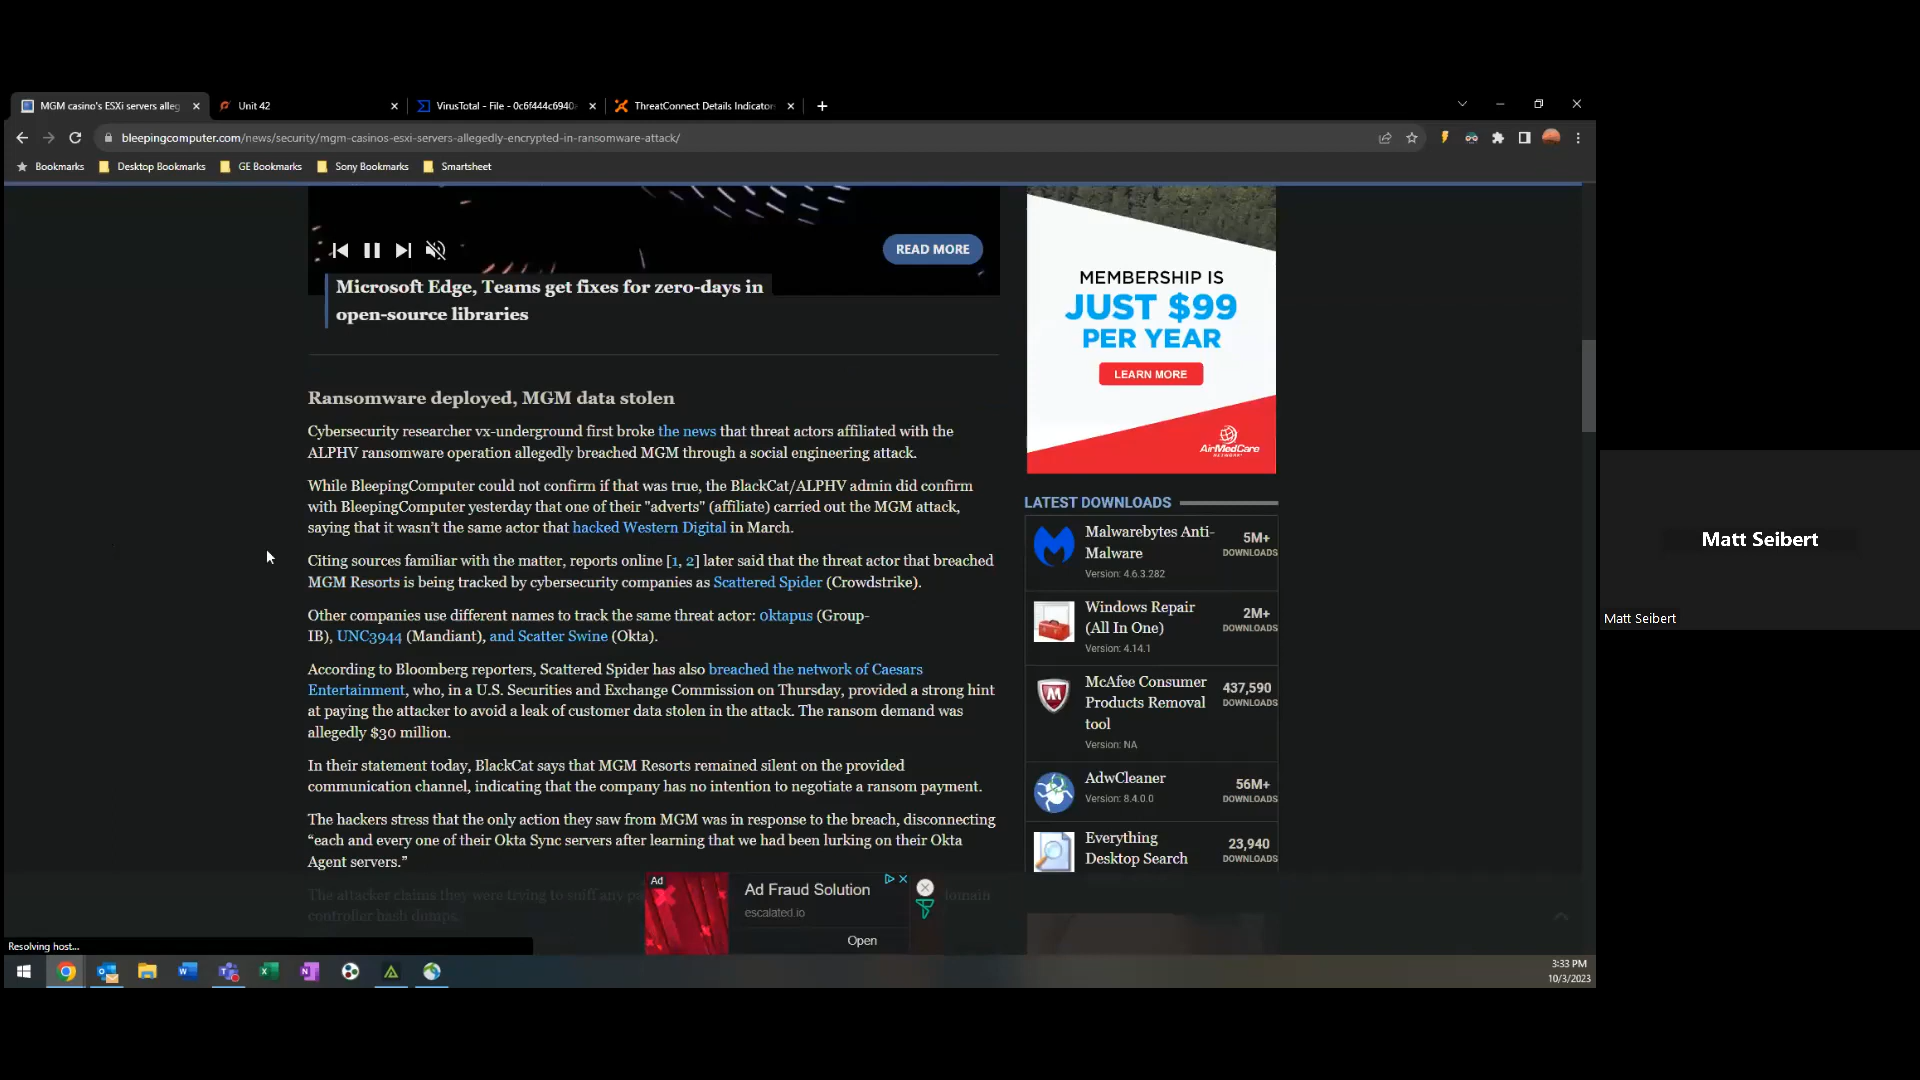 MGM casino's ESXi servers alleg
Unit 42
VirusTotal - File - 0c6f444c6940
ThreatConnect Details Indicator
bleepingcomputer.com/news/security/mgm-casinos-esxi-servers-allegedly-encrypted-in-ransomware-attack/
Bookmarks
Desktop Bookmarks
GE Bookmarks
Sony Bookmarks
Smartsheet
READ MORE
Microsoft Edge, Teams get fixes for zero-days in
open-source libraries
Ransomware deployed, MGM data stolen
Cybersecurity researcher vx-underground first broke the news that threat actors affiliated with the
ALPHV ransomware operation allegedly breached MGM through a social engineering attack.
While BleepingComputer could not confirm if that was true, the BlackCat/ALPHV admin did confirm
with BleepingComputer yesterday that one of their "adverts" (affiliate) carried out the MGM attack,
saying that it wasn't the same actor that hacked Western Digital in March.
Citing sources familiar with the matter, reports online [1, 2] later said that the threat actor that breached
MGM Resorts is being tracked by cybersecurity companies as Scattered Spider (Crowdstrike).
Other companies use different names to track the same threat actor: 0ktapus (Group-
IB), UNC3944 (Mandiant), and Scatter Swine (Okta).
According to Bloomberg reporters, Scattered Spider has also breached the network of Caesars
Entertainment, who, in a U.S. Securities and Exchange Commission on Thursday, provided a strong hint
at paying the attacker to avoid a leak of customer data stolen in the attack. The ransom demand was
allegedly $30 million.
In their statement today, BlackCat says that MGM Resorts remained silent on the provided
communication channel, indicating that the company has no intention to negotiate a ransom payment.
The hackers stress that the only action they saw from MGM was in response to the breach, disconnecting
“each and every one of their Okta Sync servers after learning that we had been lurking on their Okta
Agent servers.”
The attacker claims they were trying to sniff any
domain
controller hash dumps.
Ad
Ad Fraud Solution
escalated.io
Open
MEMBERSHIP IS
JUST $99
PER YEAR
LEARN MORE
AirMedCare
NETWORK
LATEST DOWNLOADS
Malwarebytes Anti-
Malware
Version: 4.6.3.282
5M+
DOWNLOADS
Windows Repair
(All In One)
Version: 4.14.1
2M+
DOWNLOADS
McAfee Consumer
Products Removal
tool
Version: NA
437,590
DOWNLOADS
AdwCleaner
Version: 8.4.0.0
56M+
DOWNLOADS
Everything
Desktop Search
23,940
DOWNLOADS
Matt Seibert
Matt Seibert
Resolving host...
3:33 PM
10/3/2023